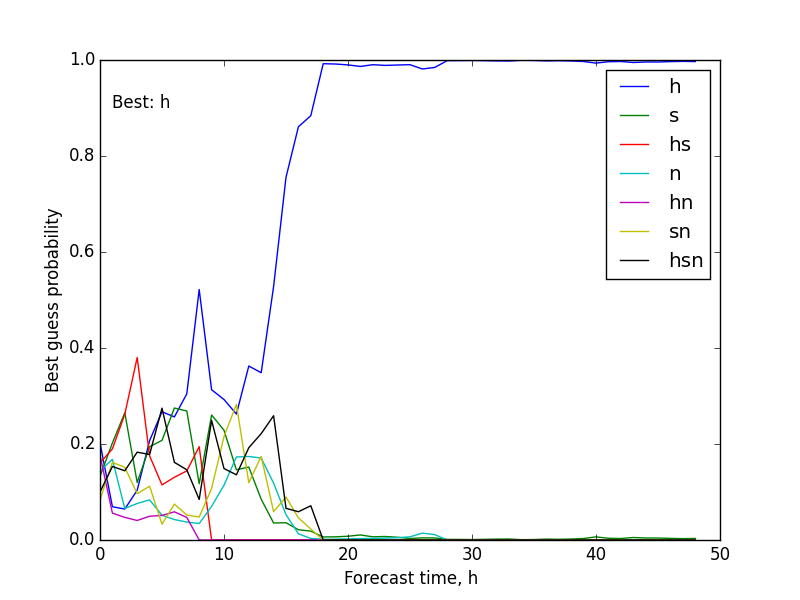 1.0
0.8
0.6
0.4
0.2
0.0
Best guess probability
Best: h
h
s
hs
n
hn
sn
hsn
0 10 20 30 40 50
Forecast time, h